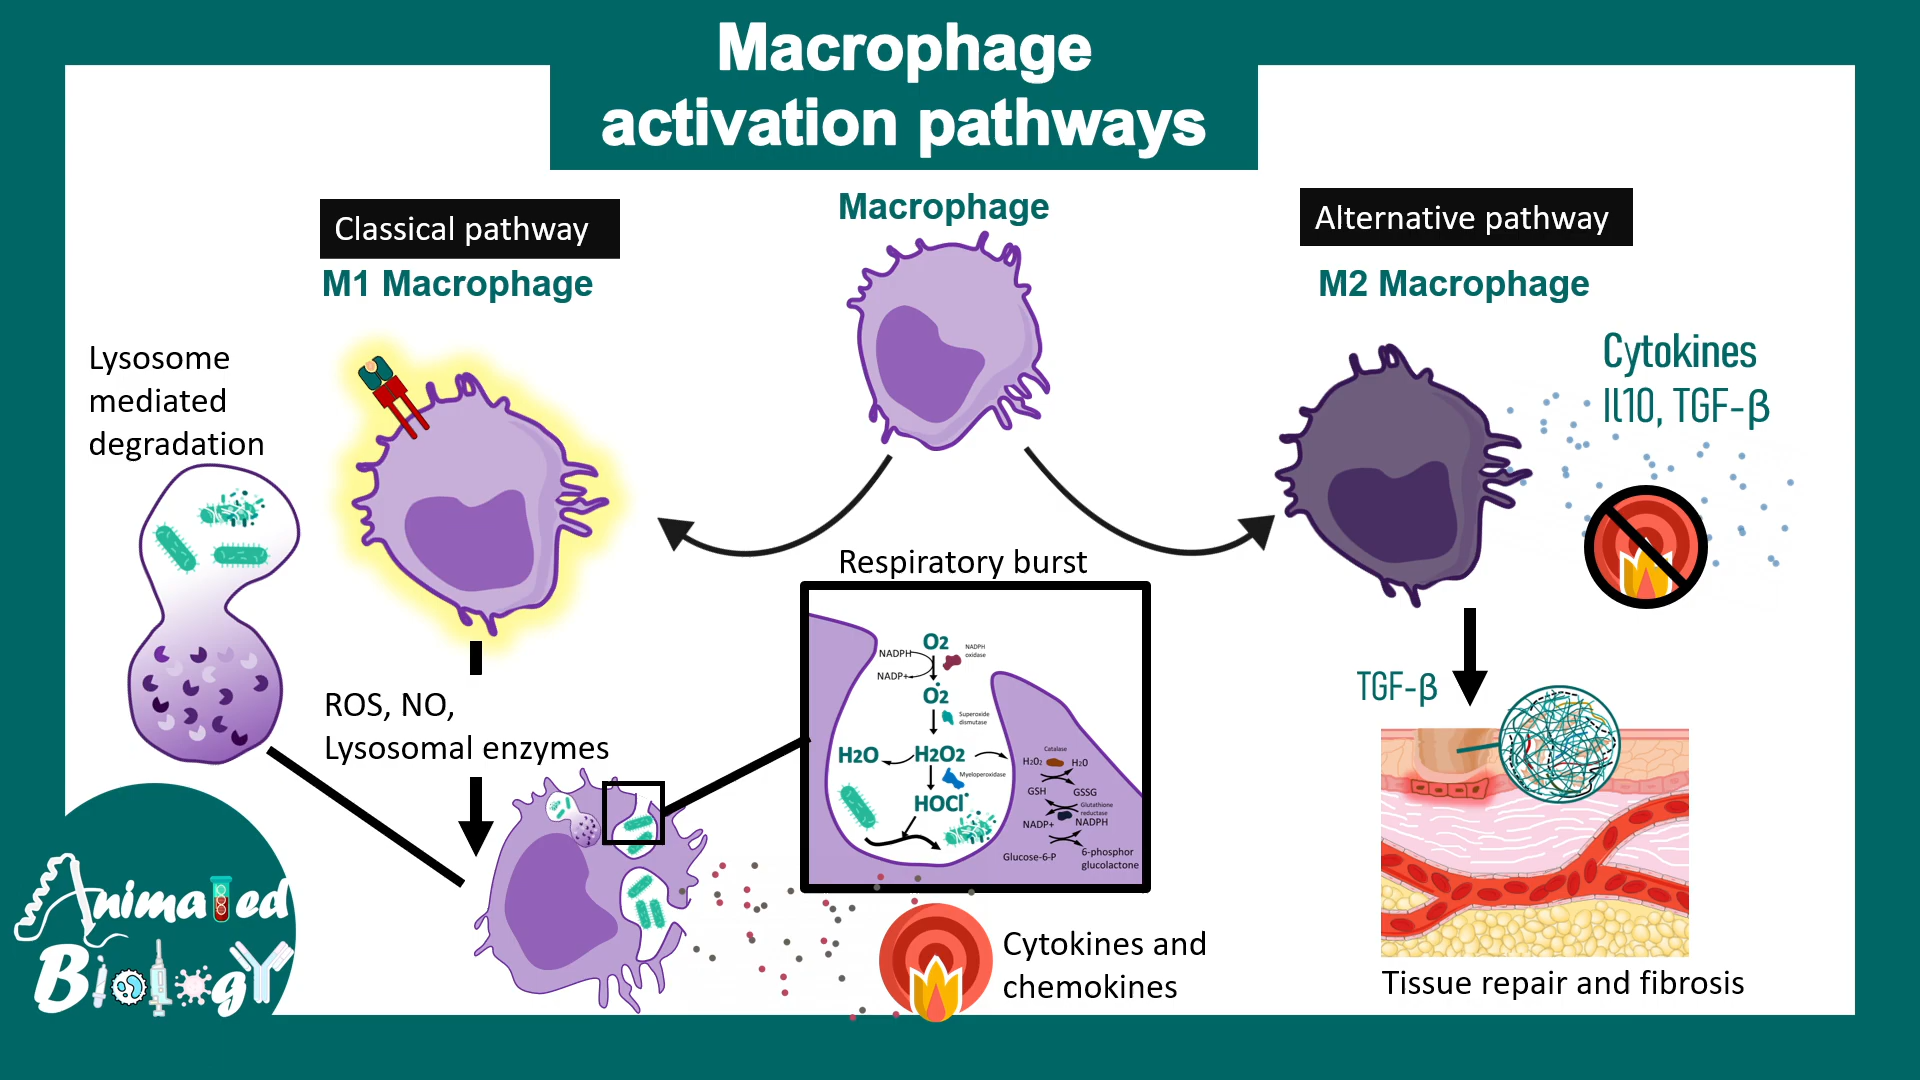 Macrophage
activation pathways
Classical pathway
M1 Macrophage
Macrophage
Alternative pathway
M2 Macrophage
Lysosome
mediated
degradation
Cytokines
Il10, TGF-β
ROS, NO,
Lysosomal enzymes
Respiratory burst
O2
NADPH
NADP+
NADPH
oxidase
O2
Superoxide
dismutase
H2O
H2O2
Myeloperoxidase
HOCl
Catalase
H2O2
H2O
GSH
GSSG
Glutathione
reductase
NADP+
NADPH
Glucose-6-P
6-phosphor
glucolactone
Cytokines and
chemokines
TGF-β
Tissue repair and fibrosis
Animated
Biology